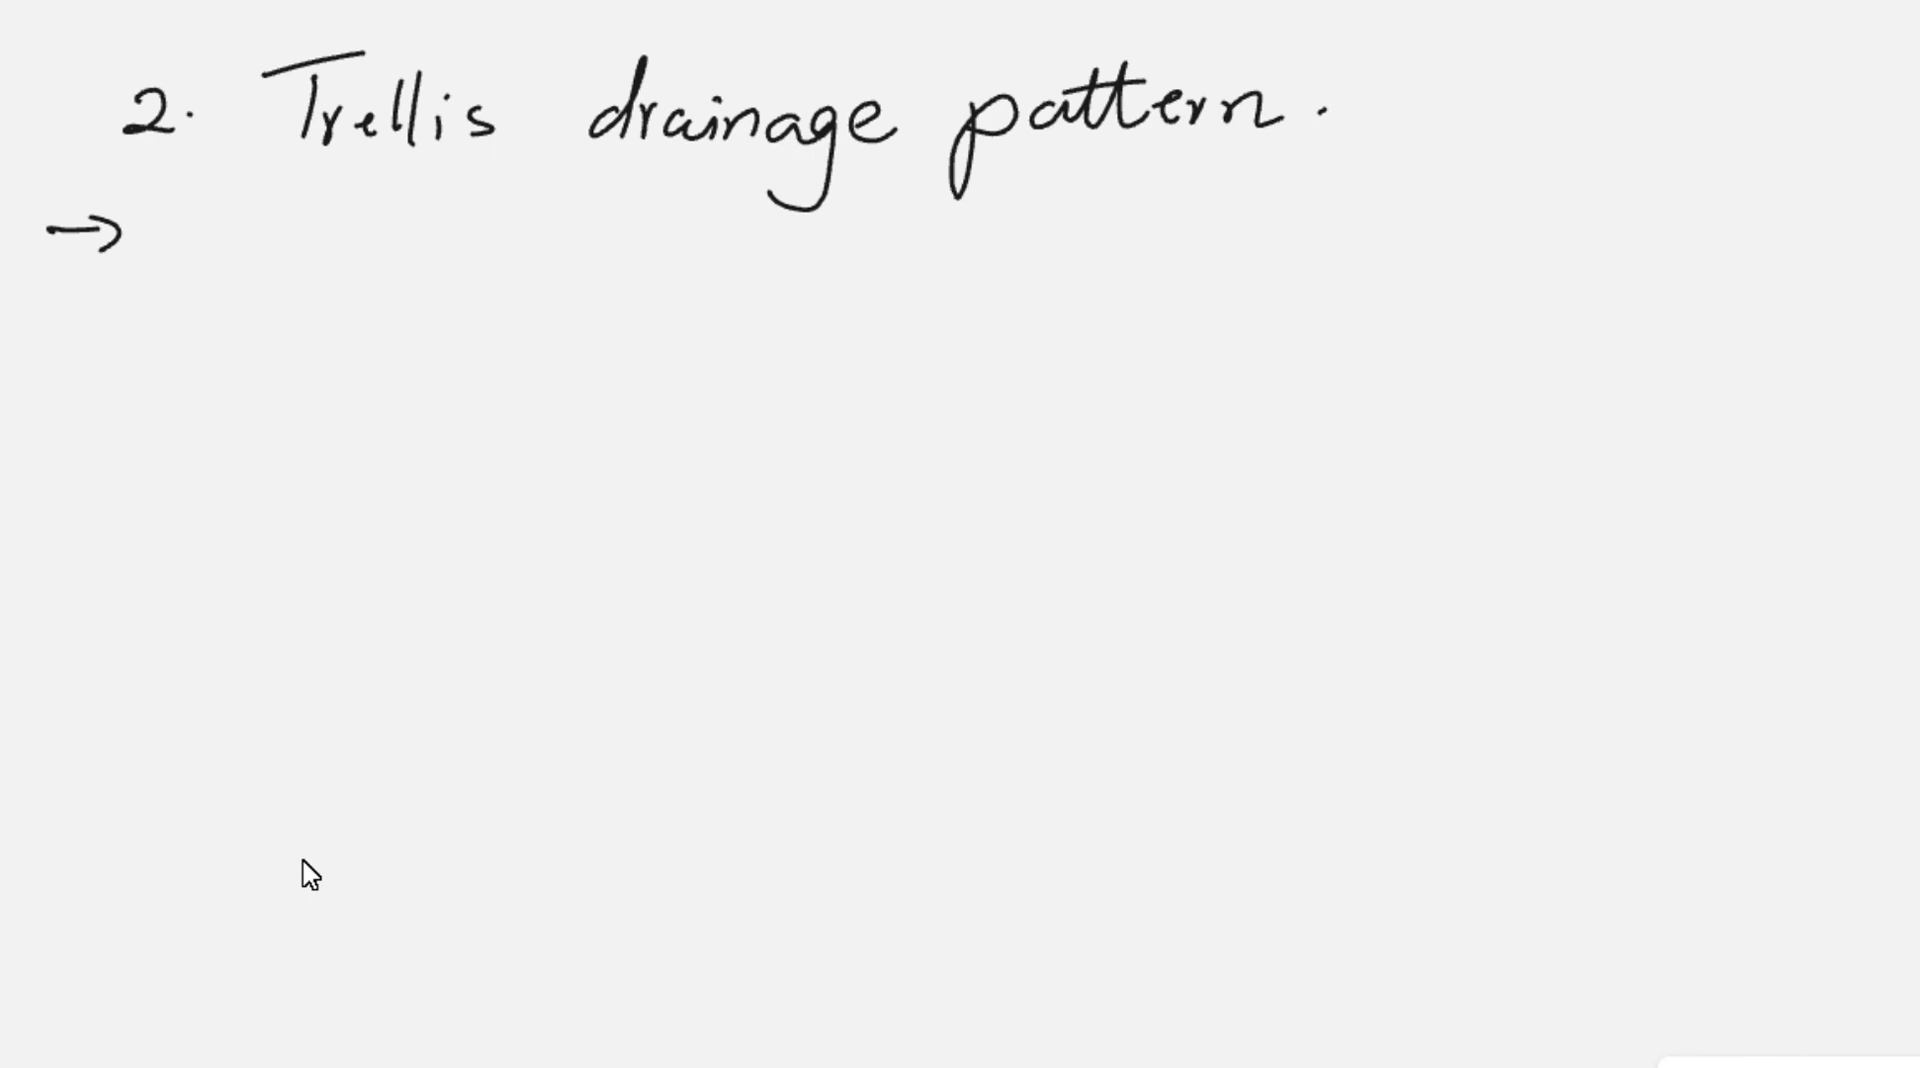 2. Trellis drainage pattern.
→